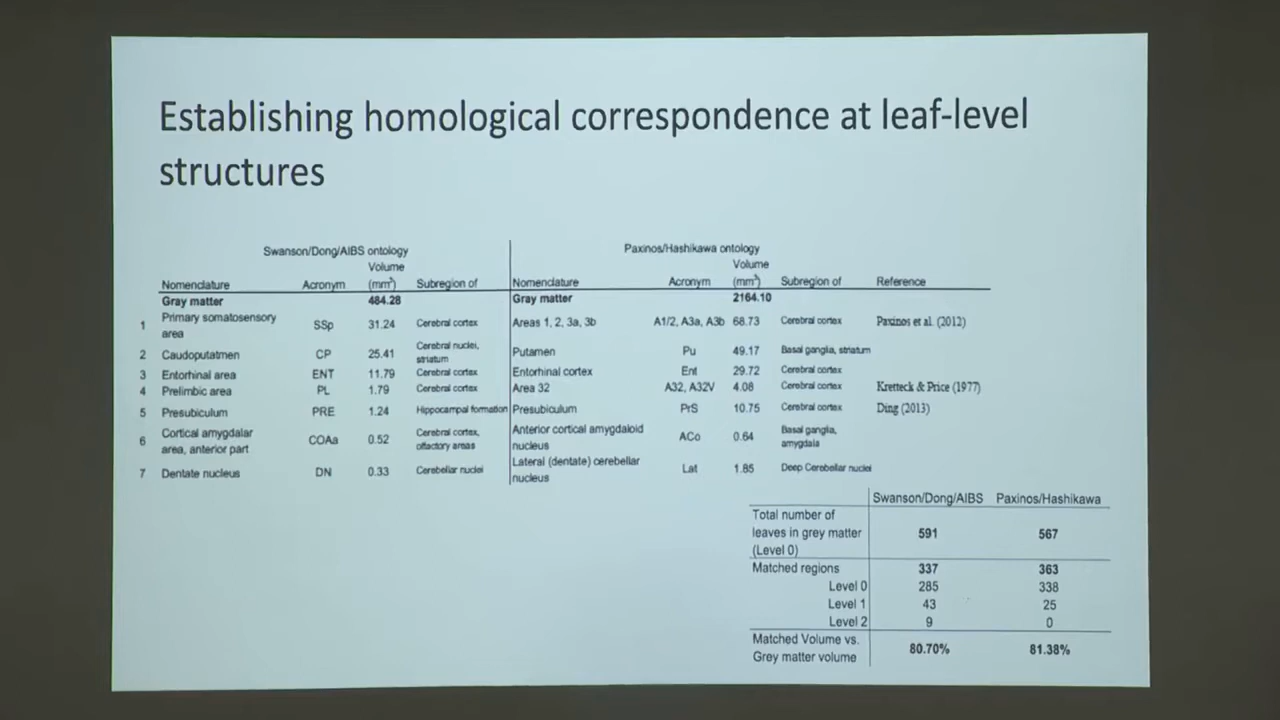 Establishing homological correspondence at leaf-level
structures
Swanson/Dong/AIBS ontology Paxinos/Hashikawa ontology
Volume Volume
Nomenclature Acronym (mm³) Subregion of Nomenclature Acronym (mm³) Subregion of Reference
Gray matter 484.28 Gray matter 2164.10
1 Primary somatosensory area SSp 31.24 Cerebral cortex Areas 1, 2, 3a, 3b A1/2, A3a, A3b 68.73 Cerebral cortex Paxinos et al. (2012)
2 Caudoputatmen CP 25.41 Cerebral nuclei, striatum Putamen Pu 49.17 Basal ganglia, striatum
3 Entorhinal area ENT 11.79 Cerebral cortex Entorhinal cortex Ent 29.72 Cerebral cortex
4 Prelimbic area PL 1.79 Cerebral cortex Area 32 A32, A32V 4.08 Cerebral cortex Kretteck & Price (1977)
5 Presubiculum PRE 1.24 Hippocampal formation Presubiculum PrS 10.75 Cerebral cortex Ding (2013)
6 Cortical amygdalar area, anterior part COAa 0.52 Cerebral cortex, olfactory areas Anterior cortical amygdaloid nucleus ACo 0.64 Basal ganglia, amygdala
7 Dentate nucleus DN 0.33 Cerebellar nuclei Lateral (dentate) cerebellar nucleus Lat 1.85 Deep Cerebellar nuclei
Swanson/Dong/AIBS Paxinos/Hashikawa
Total number of
leaves in grey matter 591 567
(Level 0)
Matched regions 337 363
Level 0 285 338
Level 1 43 25
Level 2 9 0
Matched Volume vs.
Grey matter volume 80.70% 81.38%